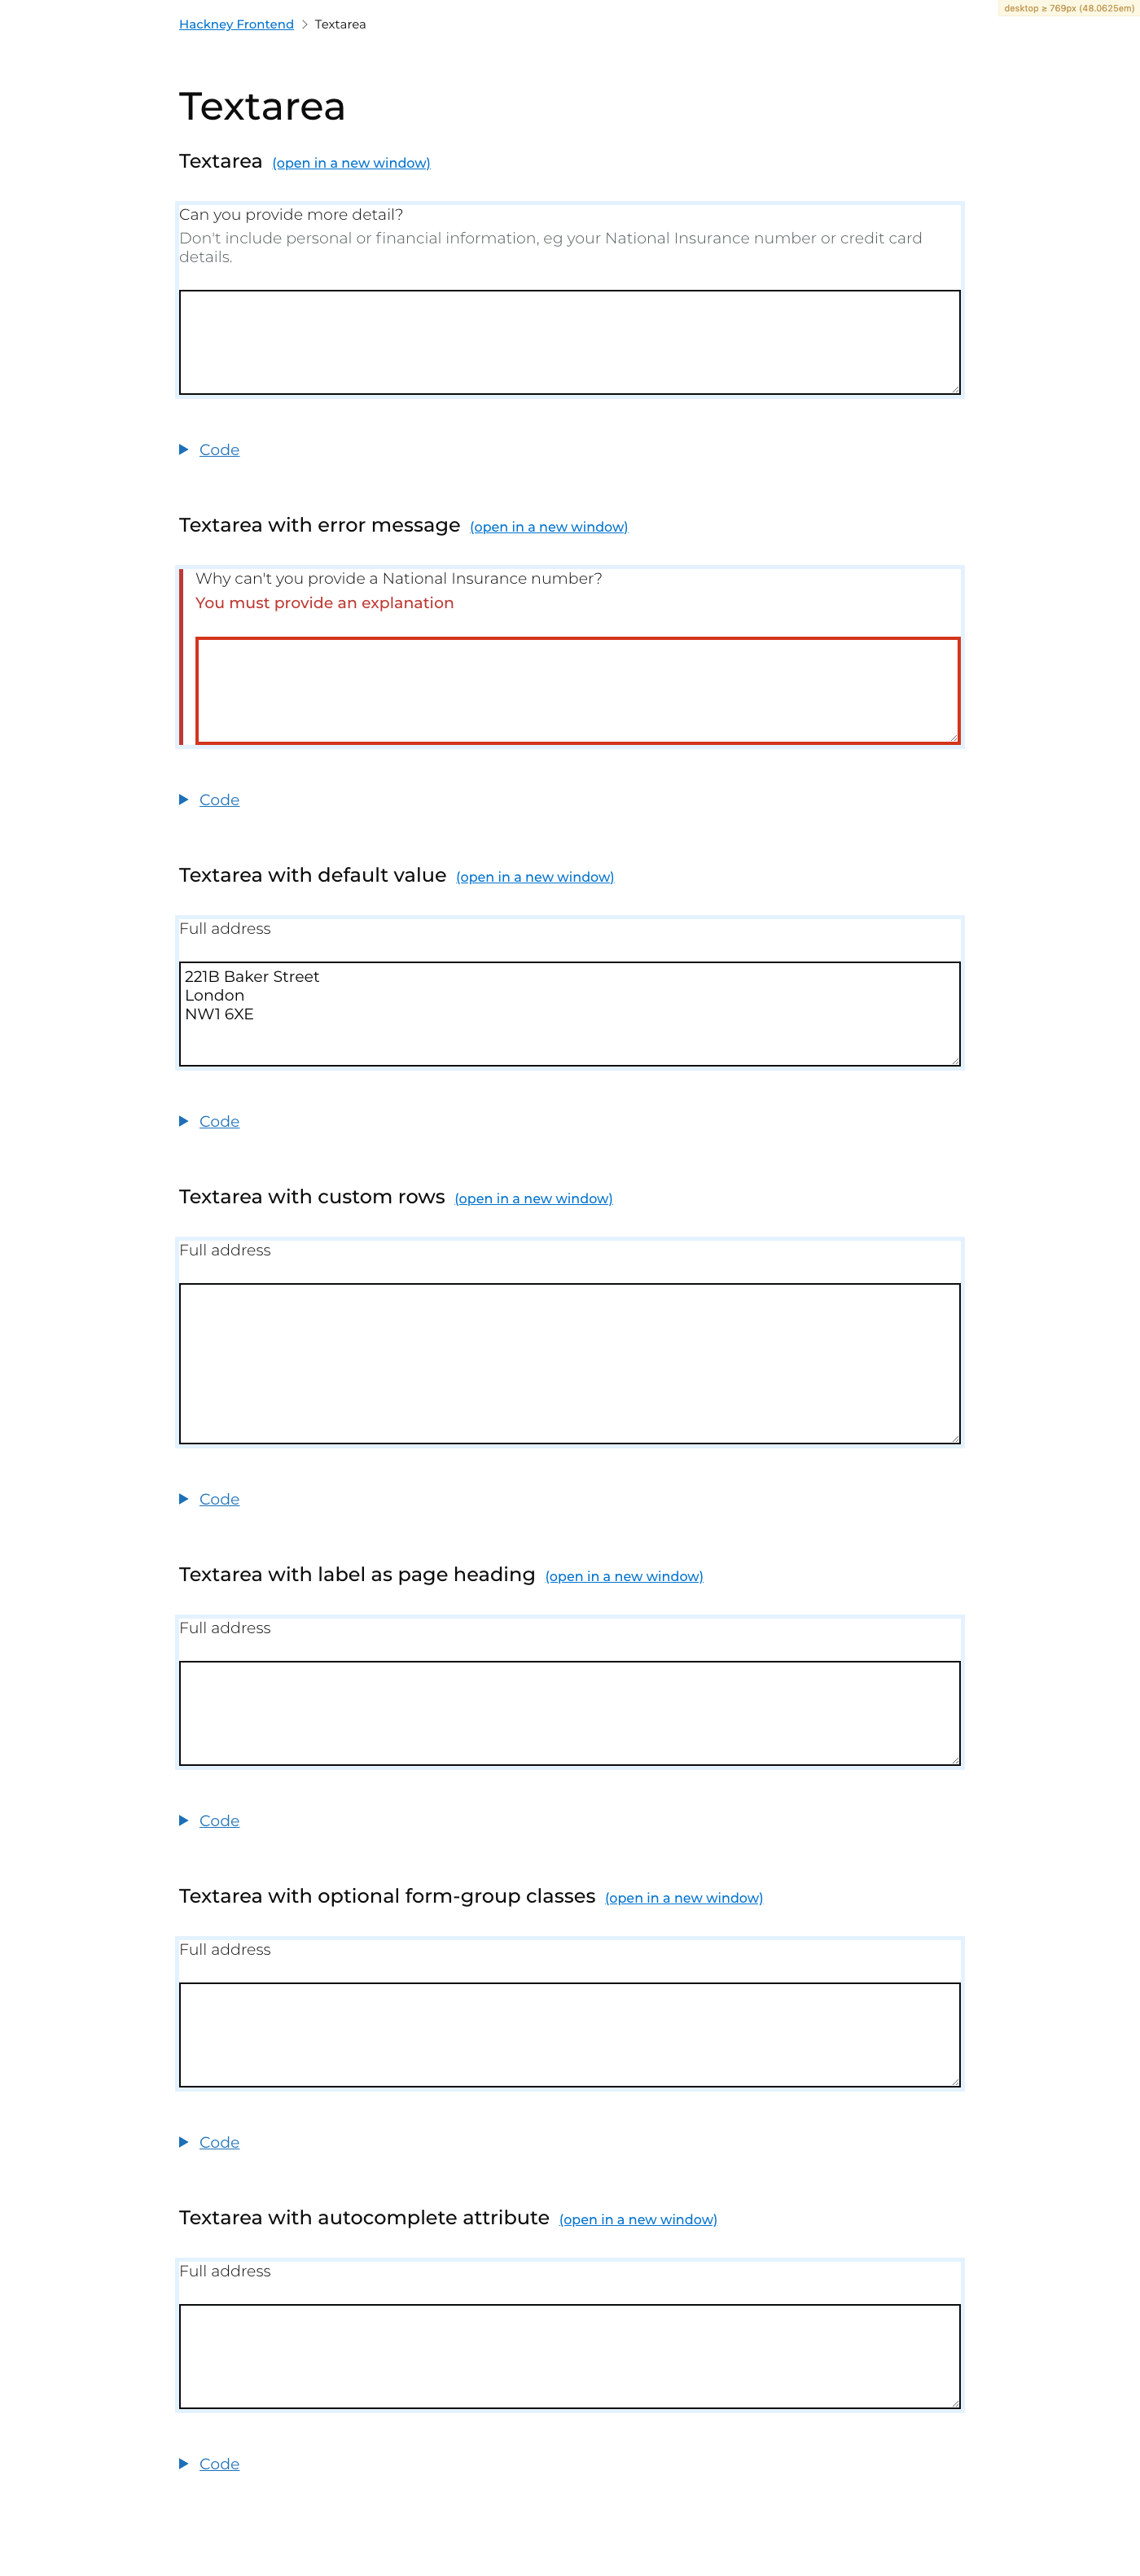 desktop ≥ 769px (48.0625em)
Hackney Frontend > Textarea
Textarea
Textarea (open in a new window)
Can you provide more detail?
Don't include personal or financial information, eg your National Insurance number or credit card
details.
Code
Textarea with error message (open in a new window)
Why can't you provide a National Insurance number?
You must provide an explanation
Code
Textarea with default value (open in a new window)
Full address
221B Baker Street
London
NW1 6XE
Code
Textarea with custom rows (open in a new window)
Full address
Code
Textarea with label as page heading (open in a new window)
Full address
Code
Textarea with optional form-group classes (open in a new window)
Full address
Code
Textarea with autocomplete attribute (open in a new window)
Full address
Code